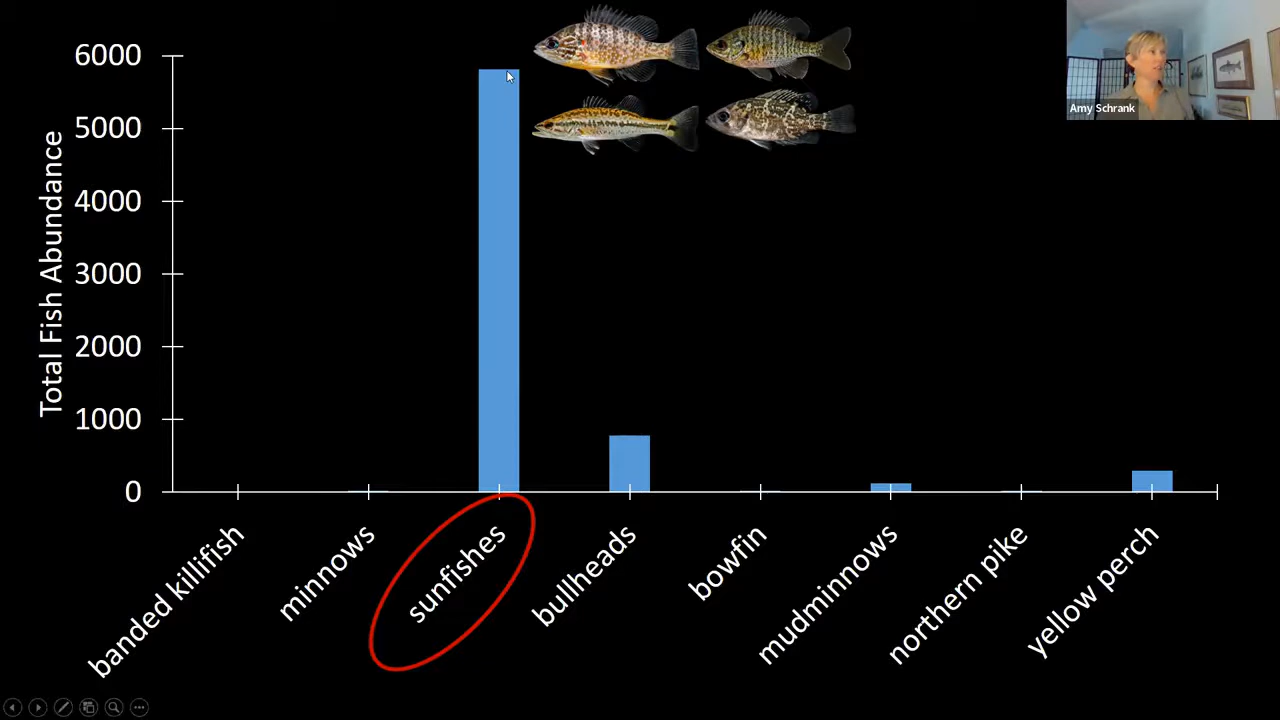 6000
5000
4000
3000
2000
1000
0
Total Fish Abundance
banded killifish
minnows
sunfishes
bullheads
bowfin
mudminnows
northern pike
yellow perch
Amy Schrank